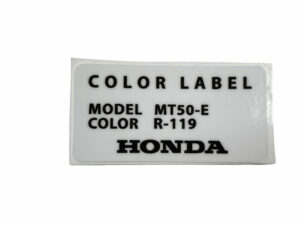 COLOR LABEL
MODEL MT50-E
COLOR R-119
HONDA